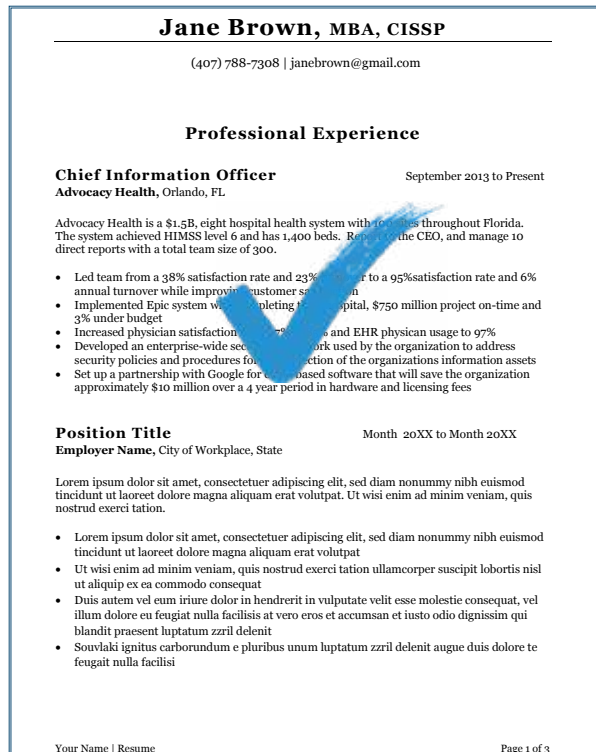 Jane Brown, MBA, CISSP
(407) 788-7308 | janebrown@gmail.com
Professional Experience
Chief Information Officer September 2013 to Present
Advocacy Health, Orlando, FL
Advocacy Health is a $1.5B, eight hospital health system with 100 sites throughout Florida.
The system achieved HIMSS level 6 and has 1,400 beds. the CEO, and manage 10
direct reports with a total team size of 300.
• Led team from a 38% satisfaction rate and 23% to a 95%satisfaction rate and 6%
annual turnover while improving customer
• Implemented Epic system $750 million project on-time and
3% under budget
• Increased physician satisfaction and EHR physican usage to 97%
• Developed an enterprise-wide used by the organization to address
security policies and procedures of the organizations information assets
• Set up a partnership with Google for based software that will save the organization
approximately $10 million over a 4 year period in hardware and licensing fees
Position Title Month 20XX to Month 20XX
Employer Name, City of Workplace, State
Lorem ipsum dolor sit amet, consectetuer adipiscing elit, sed diam nonummy nibh euismod
tincidunt ut laoreet dolore magna aliquam erat volutpat. Ut wisi enim ad minim veniam, quis
nostrud exerci tation.
• Lorem ipsum dolor sit amet, consectetuer adipiscing elit, sed diam nonummy nibh euismod
tincidunt ut laoreet dolore magna aliquam erat volutpat
• Ut wisi enim ad minim veniam, quis nostrud exerci tation ullamcorper suscipit lobortis nisl
ut aliquip ex ea commodo consequat
• Duis autem vel eum iriure dolor in hendrerit in vulputate velit esse molestie consequat, vel
illum dolore eu feugiat nulla facilisis at vero eros et accumsan et iusto odio dignissim qui
blandit praesent luptatum zzril delenit
• Souvlaki ignitus carborundum e pluribus unum luptatum zzril delenit augue duis dolore te
feugait nulla facilisi
Your Name | Resume Page 1 of 3